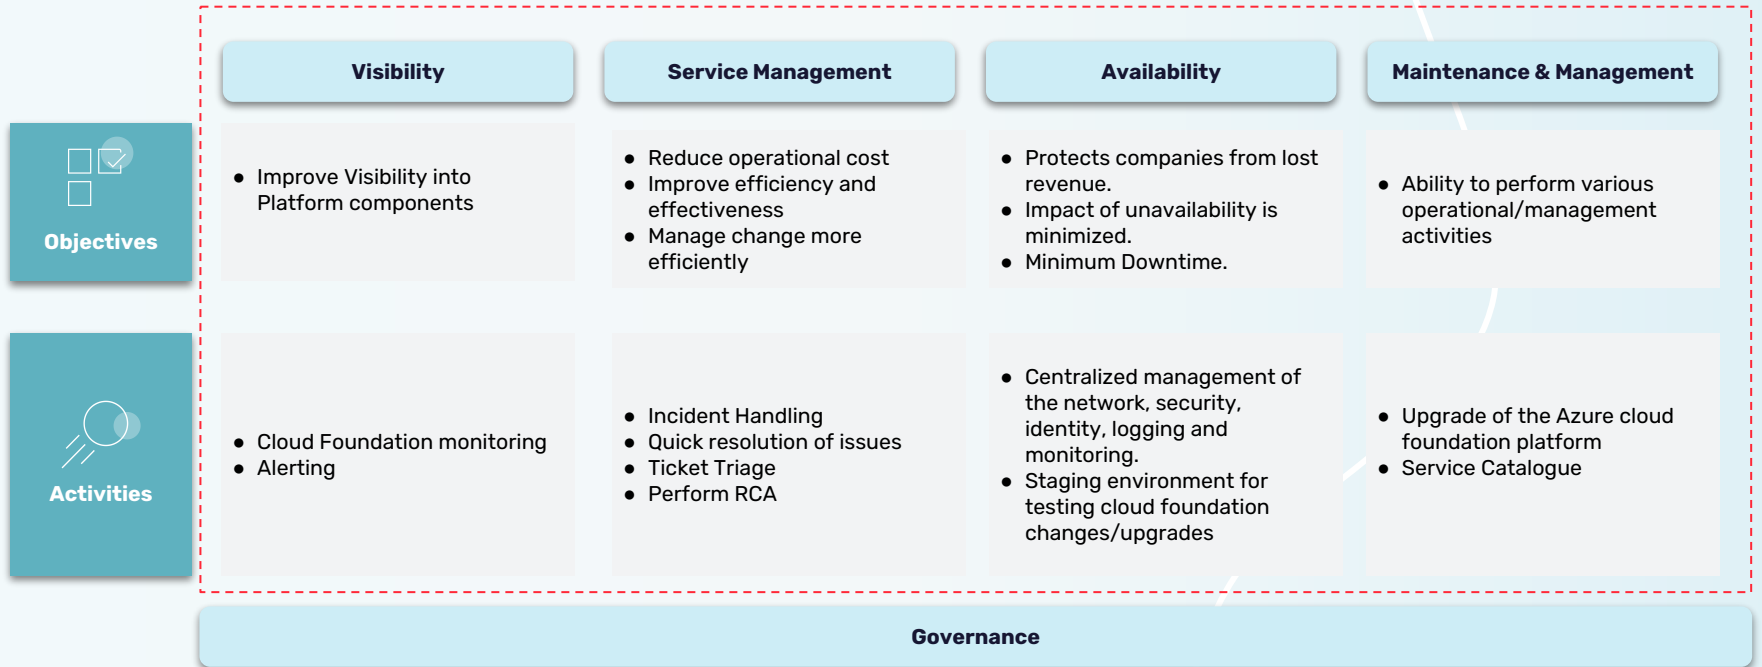 Visibility
Service Management
Availability
Maintenance & Management
Objectives
● Improve Visibility into
Platform components
● Reduce operational cost
● Improve efficiency and
effectiveness
● Manage change more
efficiently
● Protects companies from lost
revenue.
● Impact of unavailability is
minimized.
● Minimum Downtime.
● Ability to perform various
operational/management
activities
Activities
● Cloud Foundation monitoring
● Alerting
● Incident Handling
● Quick resolution of issues
● Ticket Triage
● Perform RCA
● Centralized management of
the network, security,
identity, logging and
monitoring.
● Staging environment for
testing cloud foundation
changes/upgrades
● Upgrade of the Azure cloud
foundation platform
● Service Catalogue
Governance